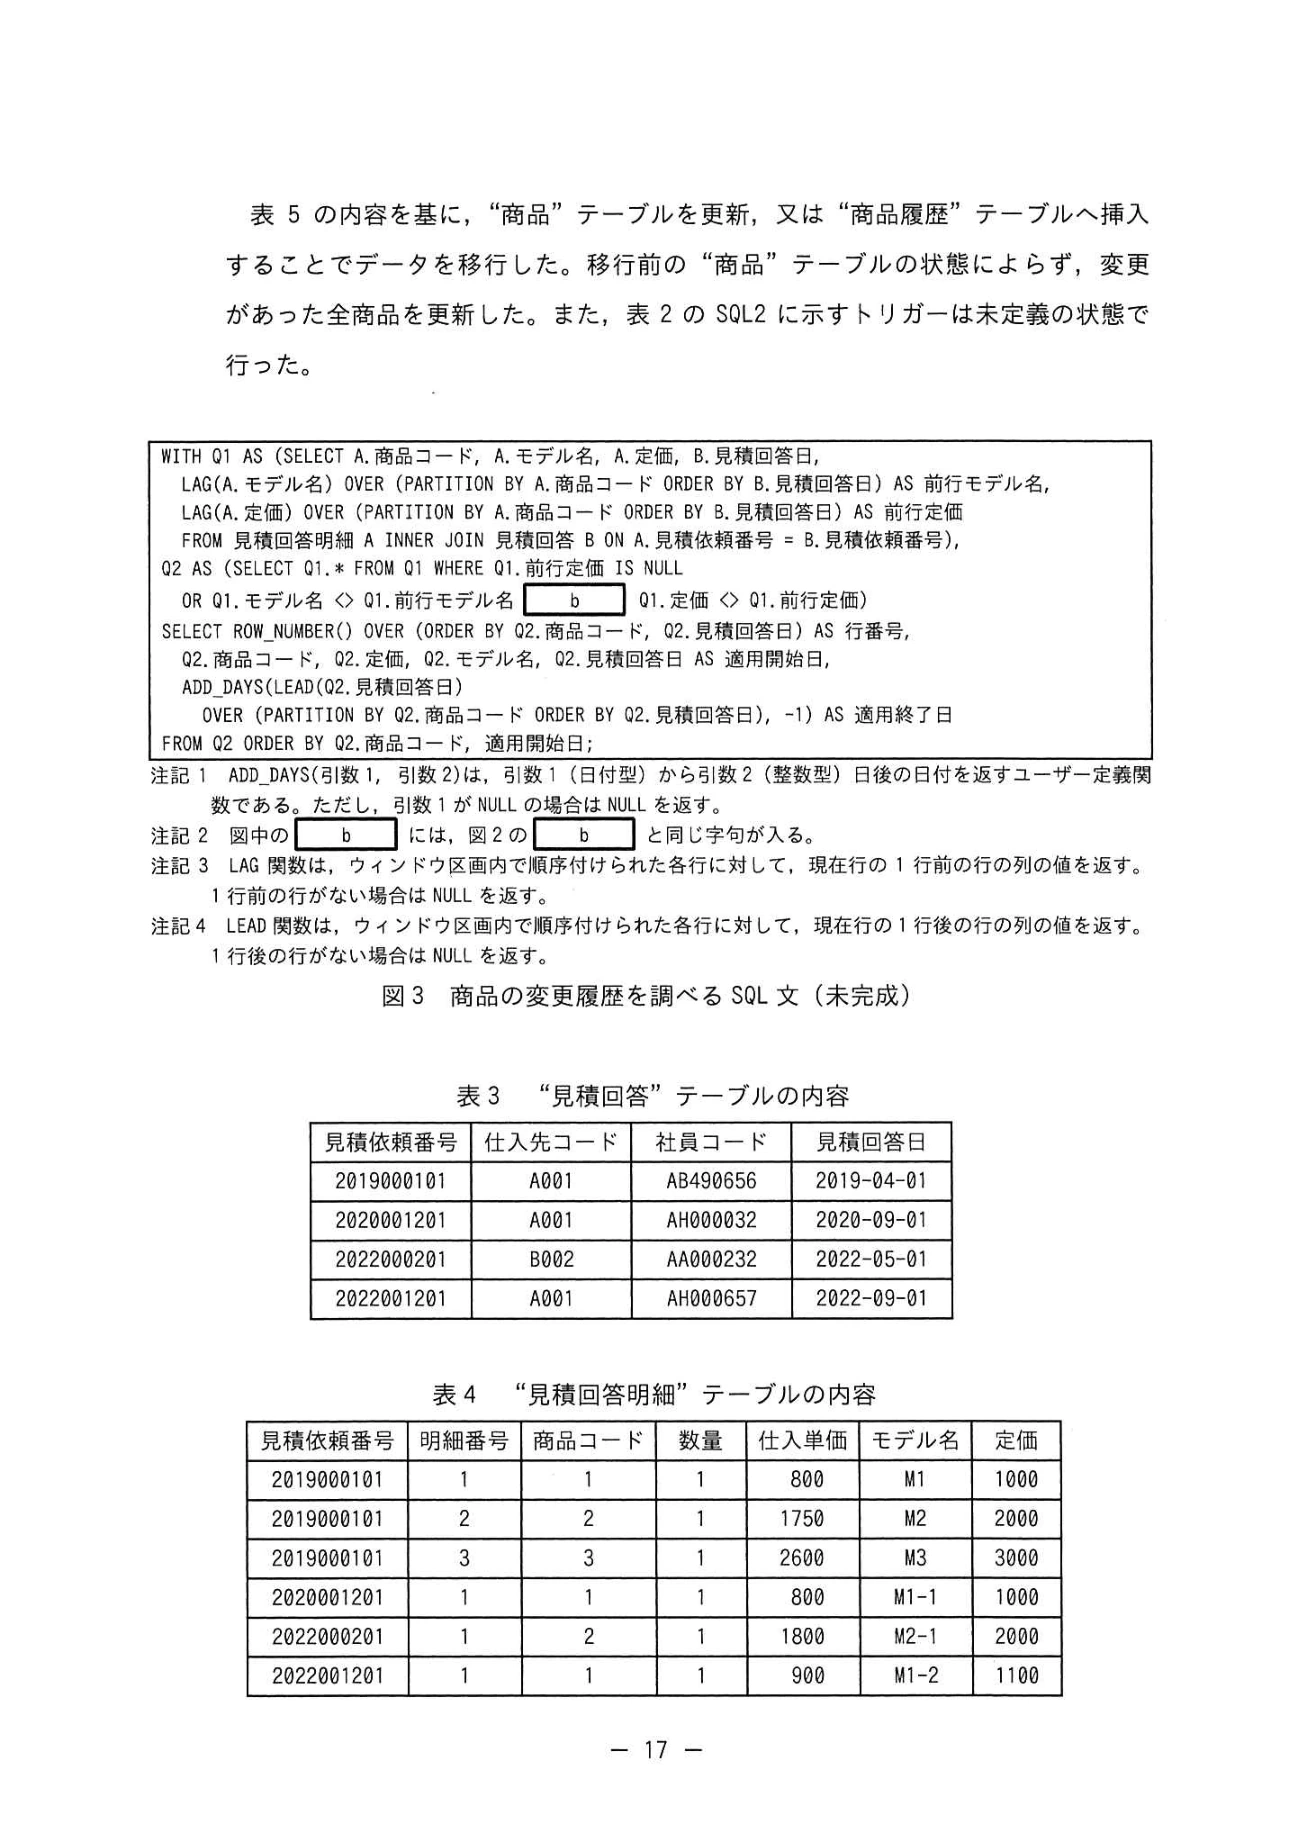 表 5 の内容を基に，“商品” テーブルを更新，又は “商品履歴” テーブルへ挿入
することでデータを移行した。移行前の “商品” テーブルの状態によらず，変更
があった全商品を更新した。また，表 2 の SQL2 に示すトリガーは未定義の状態で
行った。
WITH Q1 AS (SELECT A.商品コード, A.モデル名, A.定価, B.見積回答日,
LAG(A.モデル名) OVER (PARTITION BY A.商品コード ORDER BY B.見積回答日) AS 前行モデル名,
LAG(A.定価) OVER (PARTITION BY A.商品コード ORDER BY B.見積回答日) AS 前行定価
FROM 見積回答明細 A INNER JOIN 見積回答 B ON A.見積依頼番号 = B.見積依頼番号),
Q2 AS (SELECT Q1.* FROM Q1 WHERE Q1.前行定価 IS NULL
OR Q1.モデル名 <> Q1.前行モデル名 b Q1.定価 <> Q1.前行定価)
SELECT ROW_NUMBER() OVER (ORDER BY Q2.商品コード, Q2.見積回答日) AS 行番号,
Q2.商品コード, Q2.定価, Q2.モデル名, Q2.見積回答日 AS 適用開始日,
ADD_DAYS(LEAD(Q2.見積回答日)
OVER (PARTITION BY Q2.商品コード ORDER BY Q2.見積回答日), -1) AS 適用終了日
FROM Q2 ORDER BY Q2.商品コード, 適用開始日;
注記 1 ADD_DAYS(引数 1, 引数 2)は，引数 1（日付型）から引数 2（整数型）日後の日付を返すユーザー定義関
数である。ただし，引数 1 が NULL の場合は NULL を返す。
注記 2 図中の b には，図 2 の b と同じ字句が入る。
注記 3 LAG 関数は，ウィンドウ区画内で順序付けられた各行に対して，現在行の 1 行前の行の列の値を返す。
1 行前の行がない場合は NULL を返す。
注記 4 LEAD 関数は，ウィンドウ区画内で順序付けられた各行に対して，現在行の 1 行後の行の列の値を返す。
1 行後の行がない場合は NULL を返す。
図 3 商品の変更履歴を調べる SQL 文（未完成）
表 3 “見積回答” テーブルの内容
見積依頼番号 仕入先コード 社員コード 見積回答日
2019000101 A001 AB490656 2019-04-01
2020001201 A001 AH000032 2020-09-01
2022000201 B002 AA000232 2022-05-01
2022001201 A001 AH000657 2022-09-01
表 4 “見積回答明細” テーブルの内容
見積依頼番号 明細番号 商品コード 数量 仕入単価 モデル名 定価
2019000101 1 1 1 800 M1 1000
2019000101 2 2 1 1750 M2 2000
2019000101 3 3 1 2600 M3 3000
2020001201 1 1 1 800 M1-1 1000
2022000201 1 2 1 1800 M2-1 2000
2022001201 1 1 1 900 M1-2 1100
－ 17 －